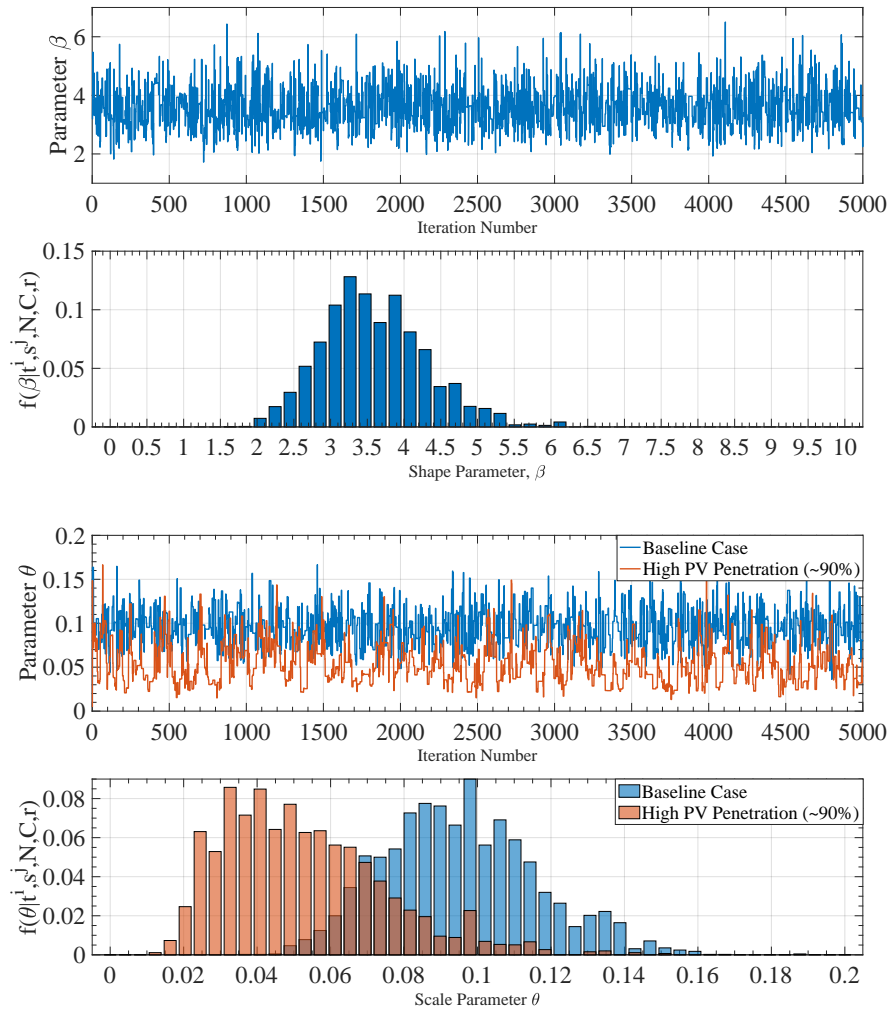 Parameter β
6
4
2
0 500 1000 1500 2000 2500 3000 3500 4000 4500 5000
Iteration Number
f(β|t^i,s^j,N,C,r)
0.15
0.1
0.05
0
0 0.5 1 1.5 2 2.5 3 3.5 4 4.5 5 5.5 6 6.5 7 7.5 8 8.5 9 9.5 10
Shape Parameter, β
Parameter θ
0.2
0.15
0.1
0.05
0
Baseline Case
High PV Penetration (~90%)
0 500 1000 1500 2000 2500 3000 3500 4000 4500 5000
Iteration Number
f(θ|t^i,s^j,N,C,r)
0.08
0.06
0.04
0.02
0
Baseline Case
High PV Penetration (~90%)
0 0.02 0.04 0.06 0.08 0.1 0.12 0.14 0.16 0.18 0.2
Scale Parameter θ